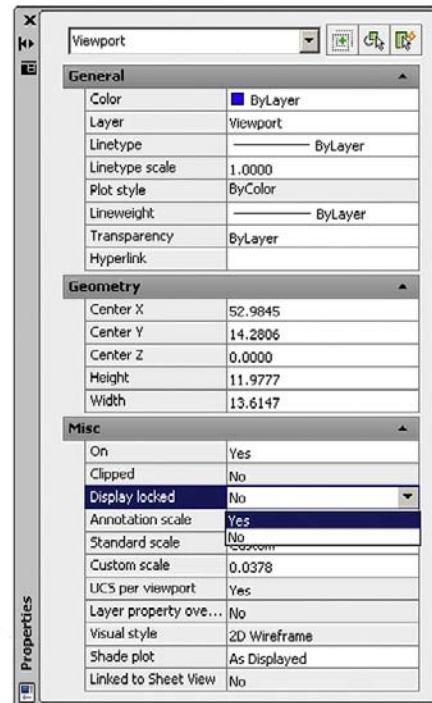 Viewport
General
Color ByLayer
Layer Viewport
Linetype ByLayer
Linetype scale 1.0000
Plot style ByColor
Lineweight ByLayer
Transparency ByLayer
Hyperlink
Geometry
Center X 52.9845
Center Y 14.2806
Center Z 0.0000
Height 11.9777
Width 13.6147
Misc
On Yes
Clipped No
Display locked No
Annotation scale Yes
No
Standard scale Custom
Custom scale 0.0378
UCS per viewport Yes
Layer property ove... No
Visual style 2D Wireframe
Shade plot As Displayed
Linked to Sheet View No
Properties